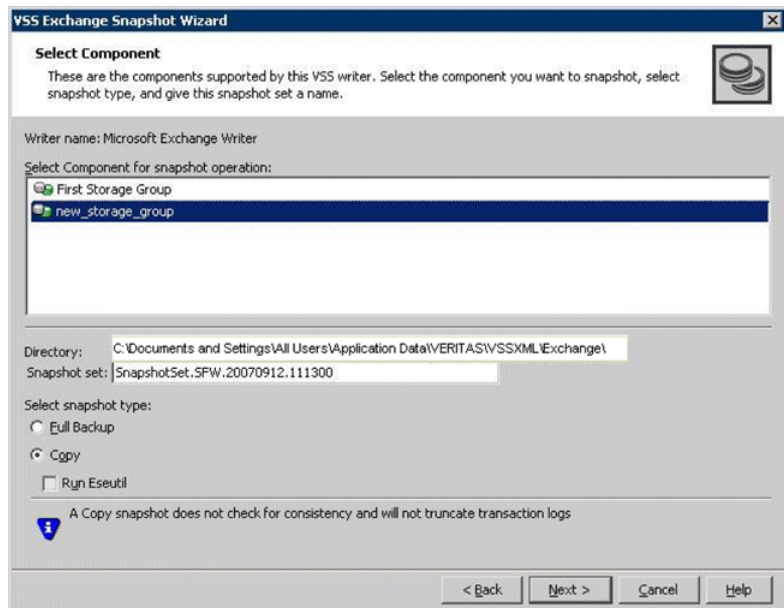 VSS Exchange Snapshot Wizard
Select Component
These are the components supported by this VSS writer. Select the component you want to snapshot, select
snapshot type, and give this snapshot set a name.
Writer name: Microsoft Exchange Writer
Select Component for snapshot operation:
First Storage Group
new_storage_group
Directory: C:\Documents and Settings\All Users\Application Data\VERITAS\VSSXML\Exchange\
Snapshot set: SnapshotSet.SFW.20070912.111300
Select snapshot type:
Full Backup
Copy
Run Eseutil
A Copy snapshot does not check for consistency and will not truncate transaction logs
< Back Next > Cancel Help